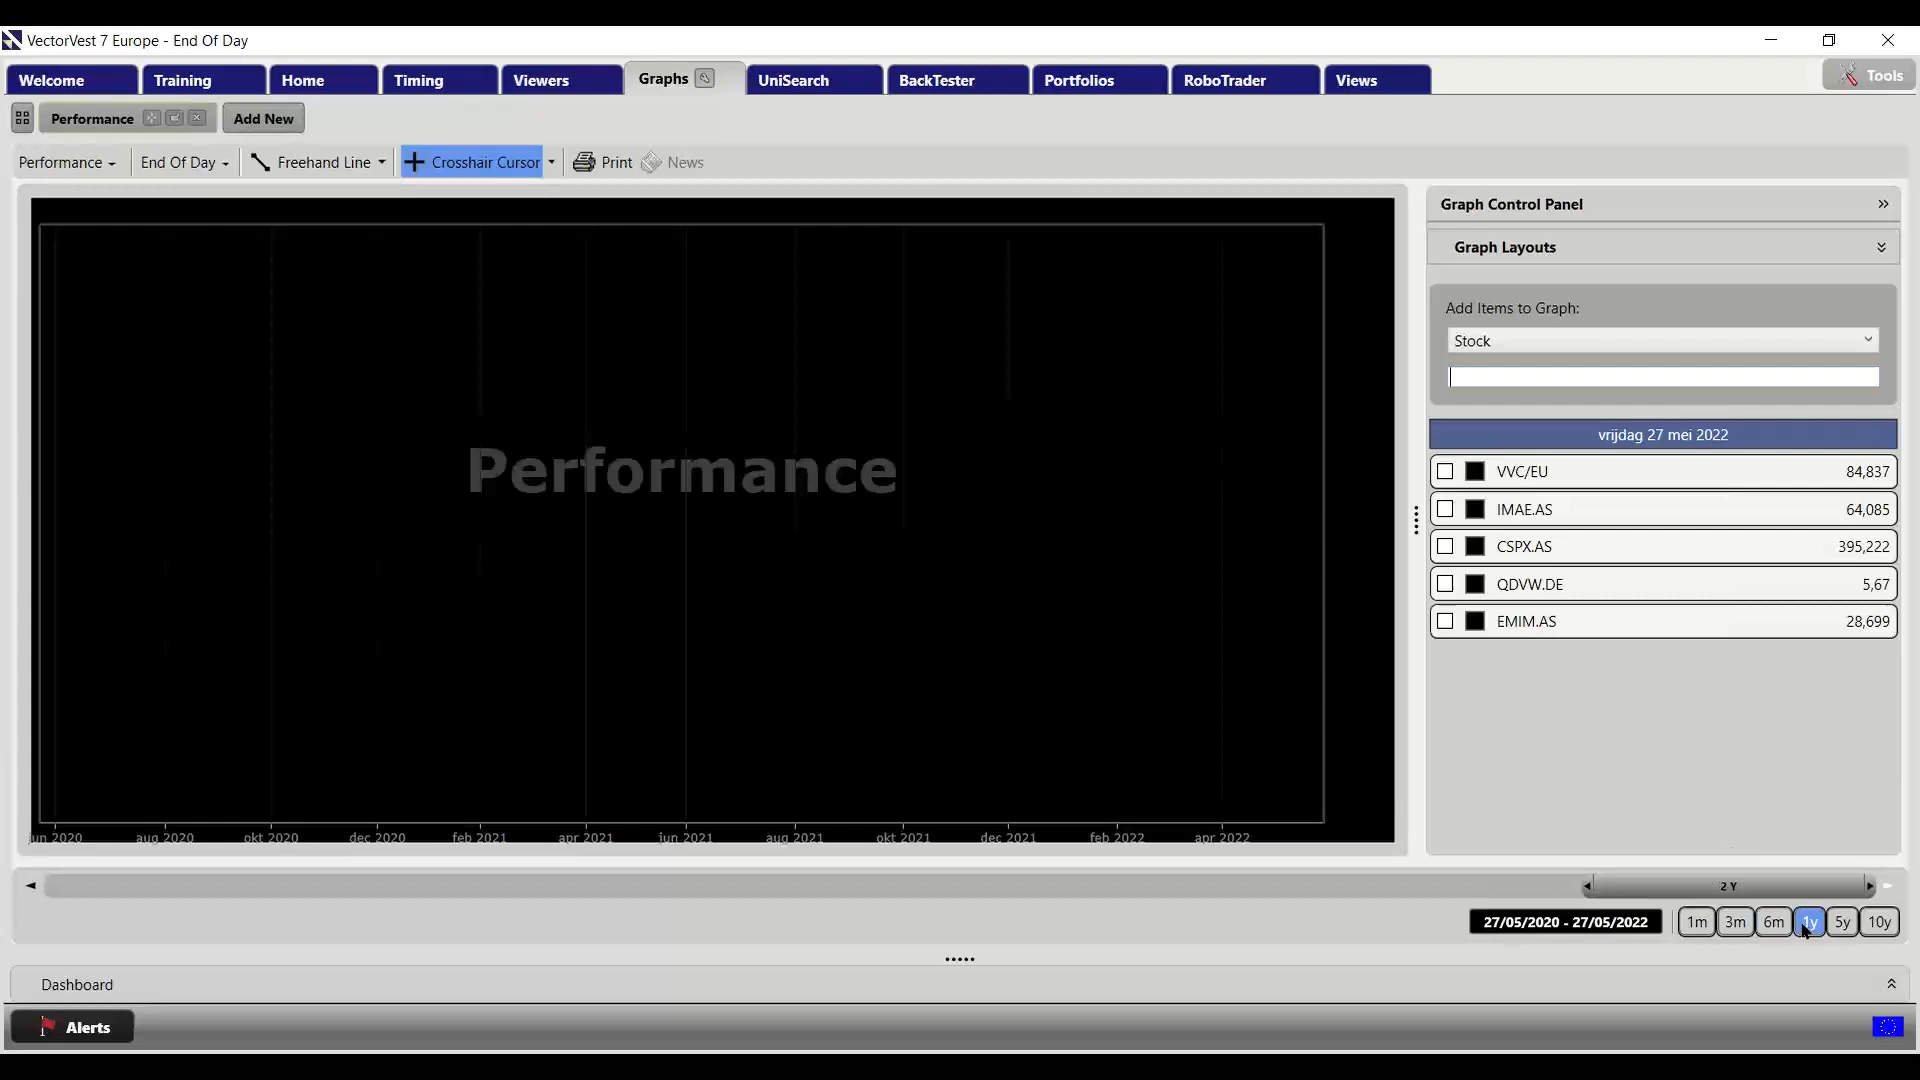 VectorVest 7 Europe - End Of Day
Welcome
Training
Home
Timing
Viewers
Graphs
UniSearch
BackTester
Portfolios
RoboTrader
Views
Tools
Performance
Add New
Performance
End Of Day
Freehand Line
Crosshair Cursor
Print
News
Graph Control Panel
Graph Layouts
Add Items to Graph:
Stock
vrijdag 27 mei 2022
VVC/EU 84,837
IMAE.AS 64,085
CSPX.AS 395,222
QDVW.DE 5,67
EMIM.AS 28,699
Performance
jun 2020 aug 2020 okt 2020 dec 2020 feb 2021 apr 2021 jun 2021 aug 2021 okt 2021 dec 2021 feb 2022 apr 2022
2 Y
27/05/2020 - 27/05/2022
1m 3m 6m 1y 5y 10y
Dashboard
Alerts